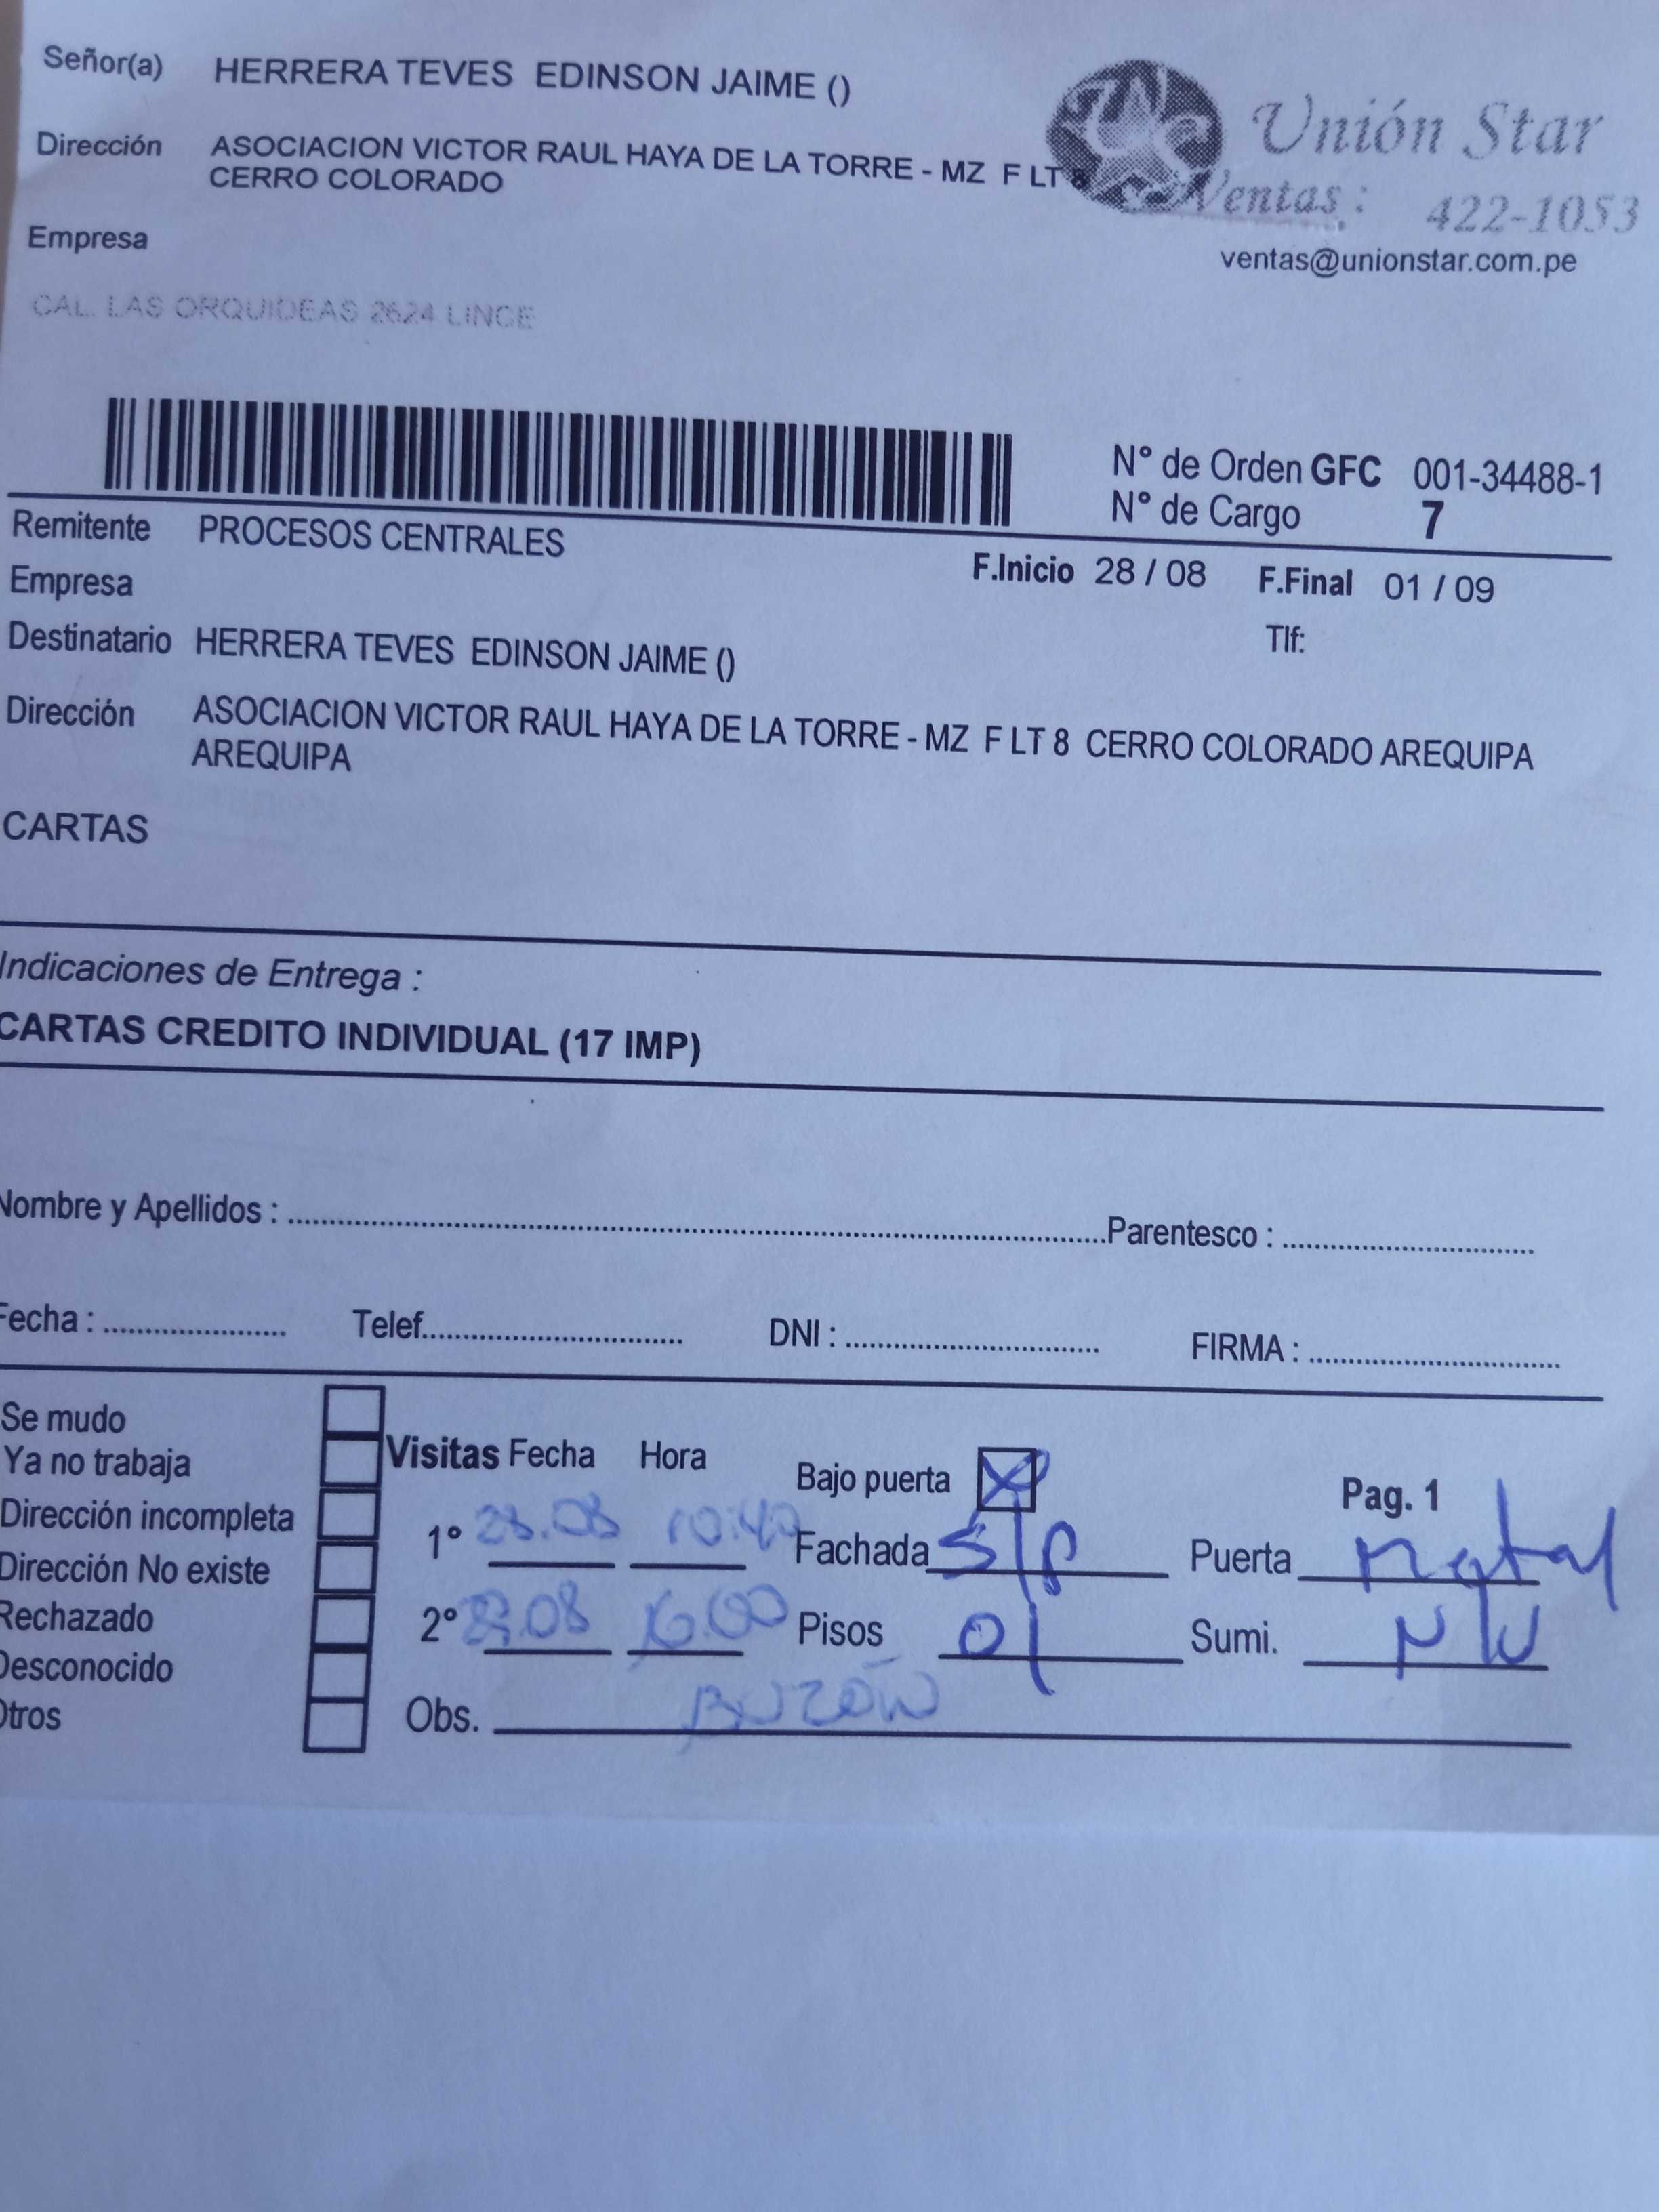 Señor(a) HERRERA TEVES EDINSON JAIME ()
Unión Star
Dirección ASOCIACION VICTOR RAUL HAYA DE LA TORRE - MZ F LT 8
CERRO COLORADO
Ventas : 422-1053
Empresa
ventas@unionstar.com.pe
CAL. LAS ORQUIDEAS 2624 LINCE
N° de Orden GFC 001-34488-1
N° de Cargo 7
Remitente PROCESOS CENTRALES
F.Inicio 28 / 08 F.Final 01 / 09
Empresa
Destinatario HERRERA TEVES EDINSON JAIME ()
Tlf:
Dirección ASOCIACION VICTOR RAUL HAYA DE LA TORRE - MZ F LT 8 CERRO COLORADO AREQUIPA
AREQUIPA
CARTAS
Indicaciones de Entrega :
CARTAS CREDITO INDIVIDUAL (17 IMP)
Nombre y Apellidos : Parentesco :
Fecha : Telef. DNI : FIRMA :
Se mudo
Ya no trabaja
Dirección incompleta
Dirección No existe
Rechazado
Desconocido
Otros
Visitas Fecha Hora
Bajo puerta
Pag. 1
1° 28.08 10:40
Fachada S/P Puerta metal
2° 29.08 16.00
Pisos 01 Sumi. N/V
Obs. BUZÓN